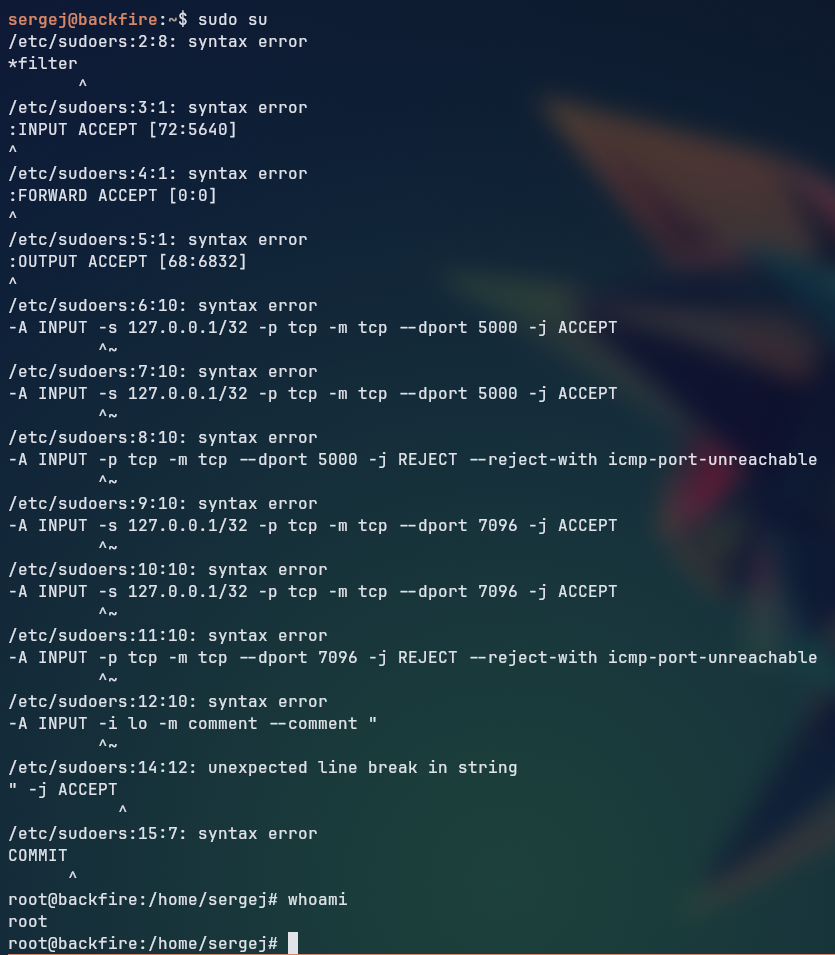 sergej@backfire:~$ sudo su
/etc/sudoers:2:8: syntax error
*filter
       ^
/etc/sudoers:3:1: syntax error
:INPUT ACCEPT [72:5640]
^
/etc/sudoers:4:1: syntax error
:FORWARD ACCEPT [0:0]
^
/etc/sudoers:5:1: syntax error
:OUTPUT ACCEPT [68:6832]
^
/etc/sudoers:6:10: syntax error
-A INPUT -s 127.0.0.1/32 -p tcp -m tcp --dport 5000 -j ACCEPT
         ^~
/etc/sudoers:7:10: syntax error
-A INPUT -s 127.0.0.1/32 -p tcp -m tcp --dport 5000 -j ACCEPT
         ^~
/etc/sudoers:8:10: syntax error
-A INPUT -p tcp -m tcp --dport 5000 -j REJECT --reject-with icmp-port-unreachable
         ^~
/etc/sudoers:9:10: syntax error
-A INPUT -s 127.0.0.1/32 -p tcp -m tcp --dport 7096 -j ACCEPT
         ^~
/etc/sudoers:10:10: syntax error
-A INPUT -s 127.0.0.1/32 -p tcp -m tcp --dport 7096 -j ACCEPT
         ^~
/etc/sudoers:11:10: syntax error
-A INPUT -p tcp -m tcp --dport 7096 -j REJECT --reject-with icmp-port-unreachable
         ^~
/etc/sudoers:12:10: syntax error
-A INPUT -i lo -m comment --comment "
         ^~
/etc/sudoers:14:12: unexpected line break in string
" -j ACCEPT
           ^
/etc/sudoers:15:7: syntax error
COMMIT
      ^
root@backfire:/home/sergej# whoami
root
root@backfire:/home/sergej#